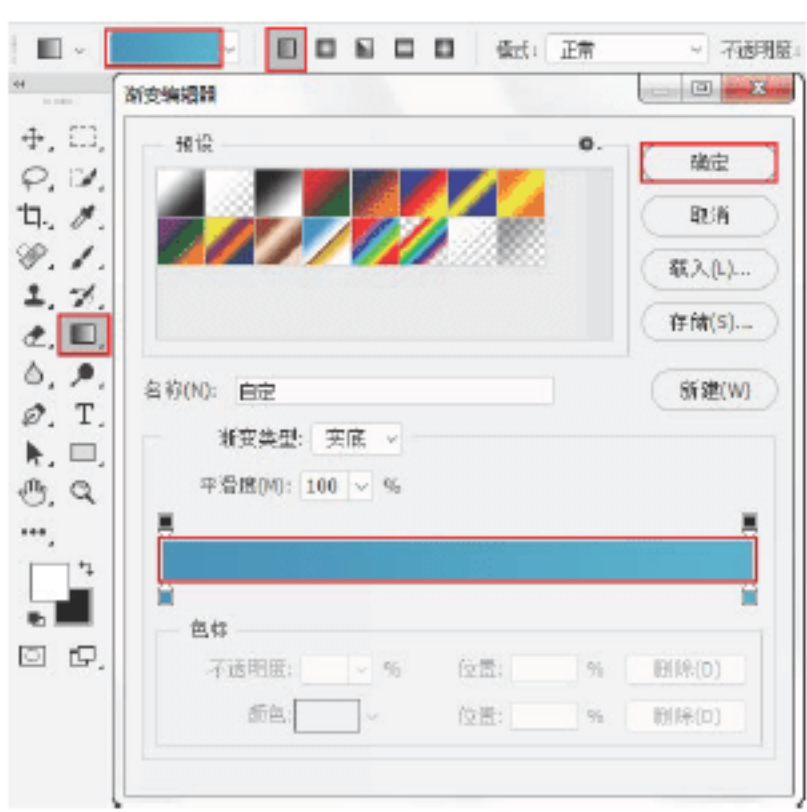 模式: 正常 不透明度:
渐变编辑器
预设
确定
取消
载入(L)...
存储(S)...
名称(N): 自定
新建(W)
渐变类型: 实底
平滑度(M): 100 %
色标
不透明度: % 位置: % 删除(D)
颜色: 位置: % 删除(D)